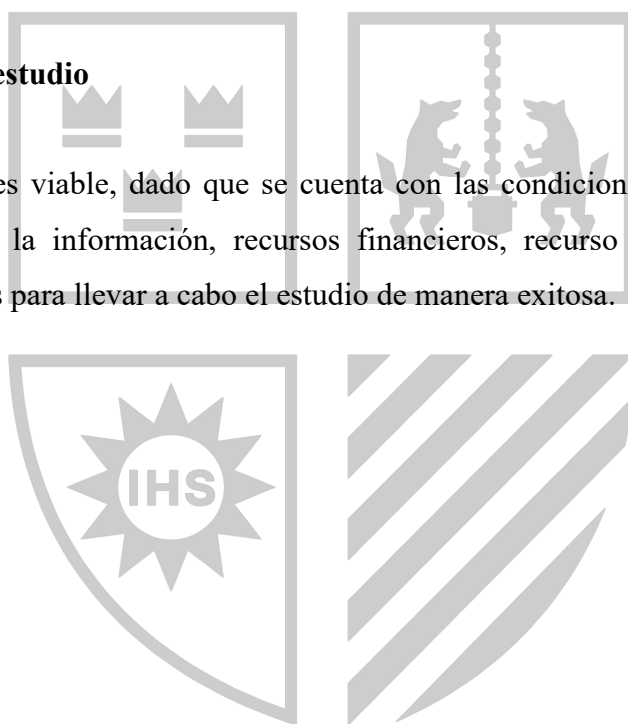 estudio
es viable, dado que se cuenta con las condicion
la información, recursos financieros, recurso
s para llevar a cabo el estudio de manera exitosa.
IHS